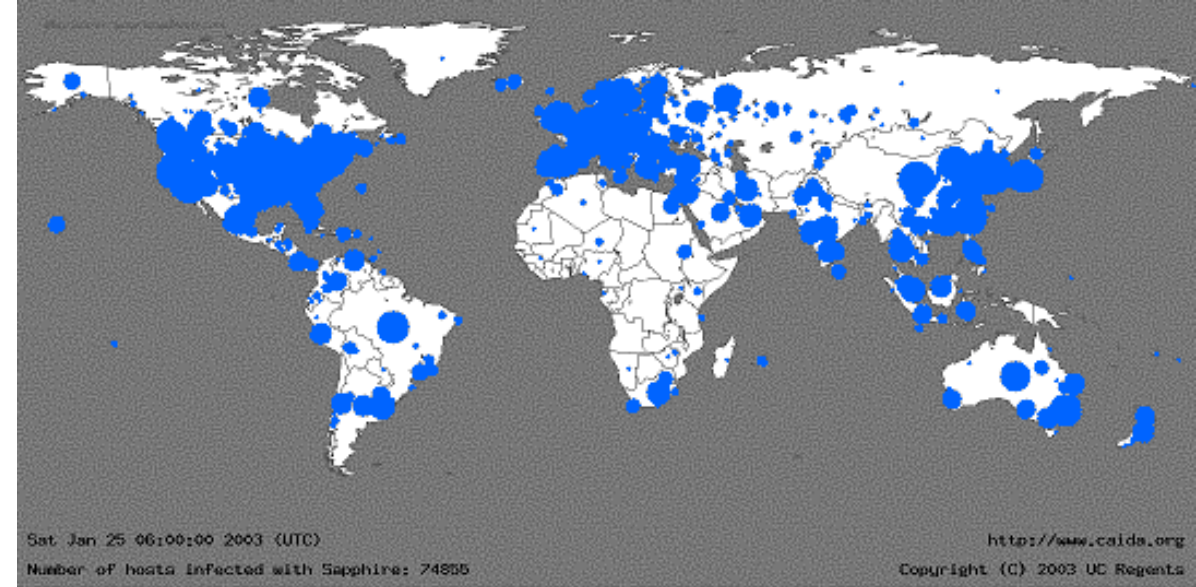 Sat Jan 25 06:00:00 2003 (UTC)
http://www.caida.org
Number of hosts infected with Sapphire: 74855
Copyright (C) 2003 UC Regents